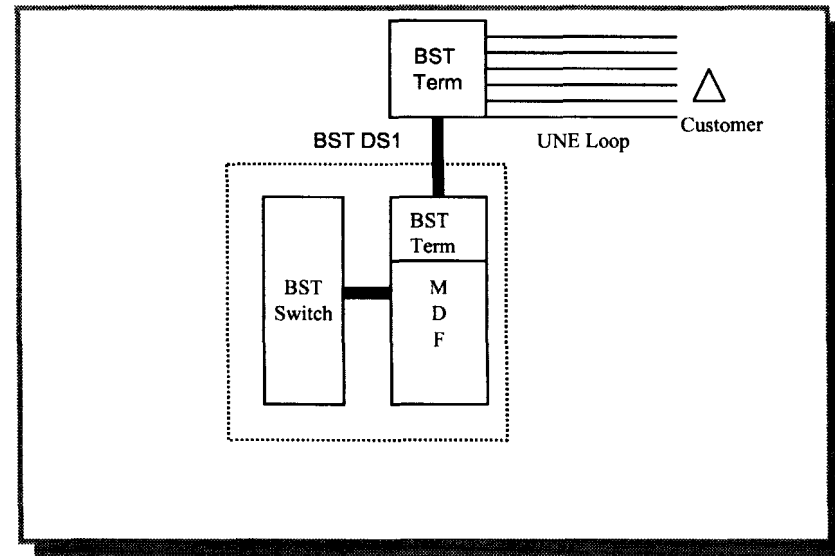 BST
Term
Customer
BST DS1
UNE Loop
BST
Term
BST
Switch
M
D
F